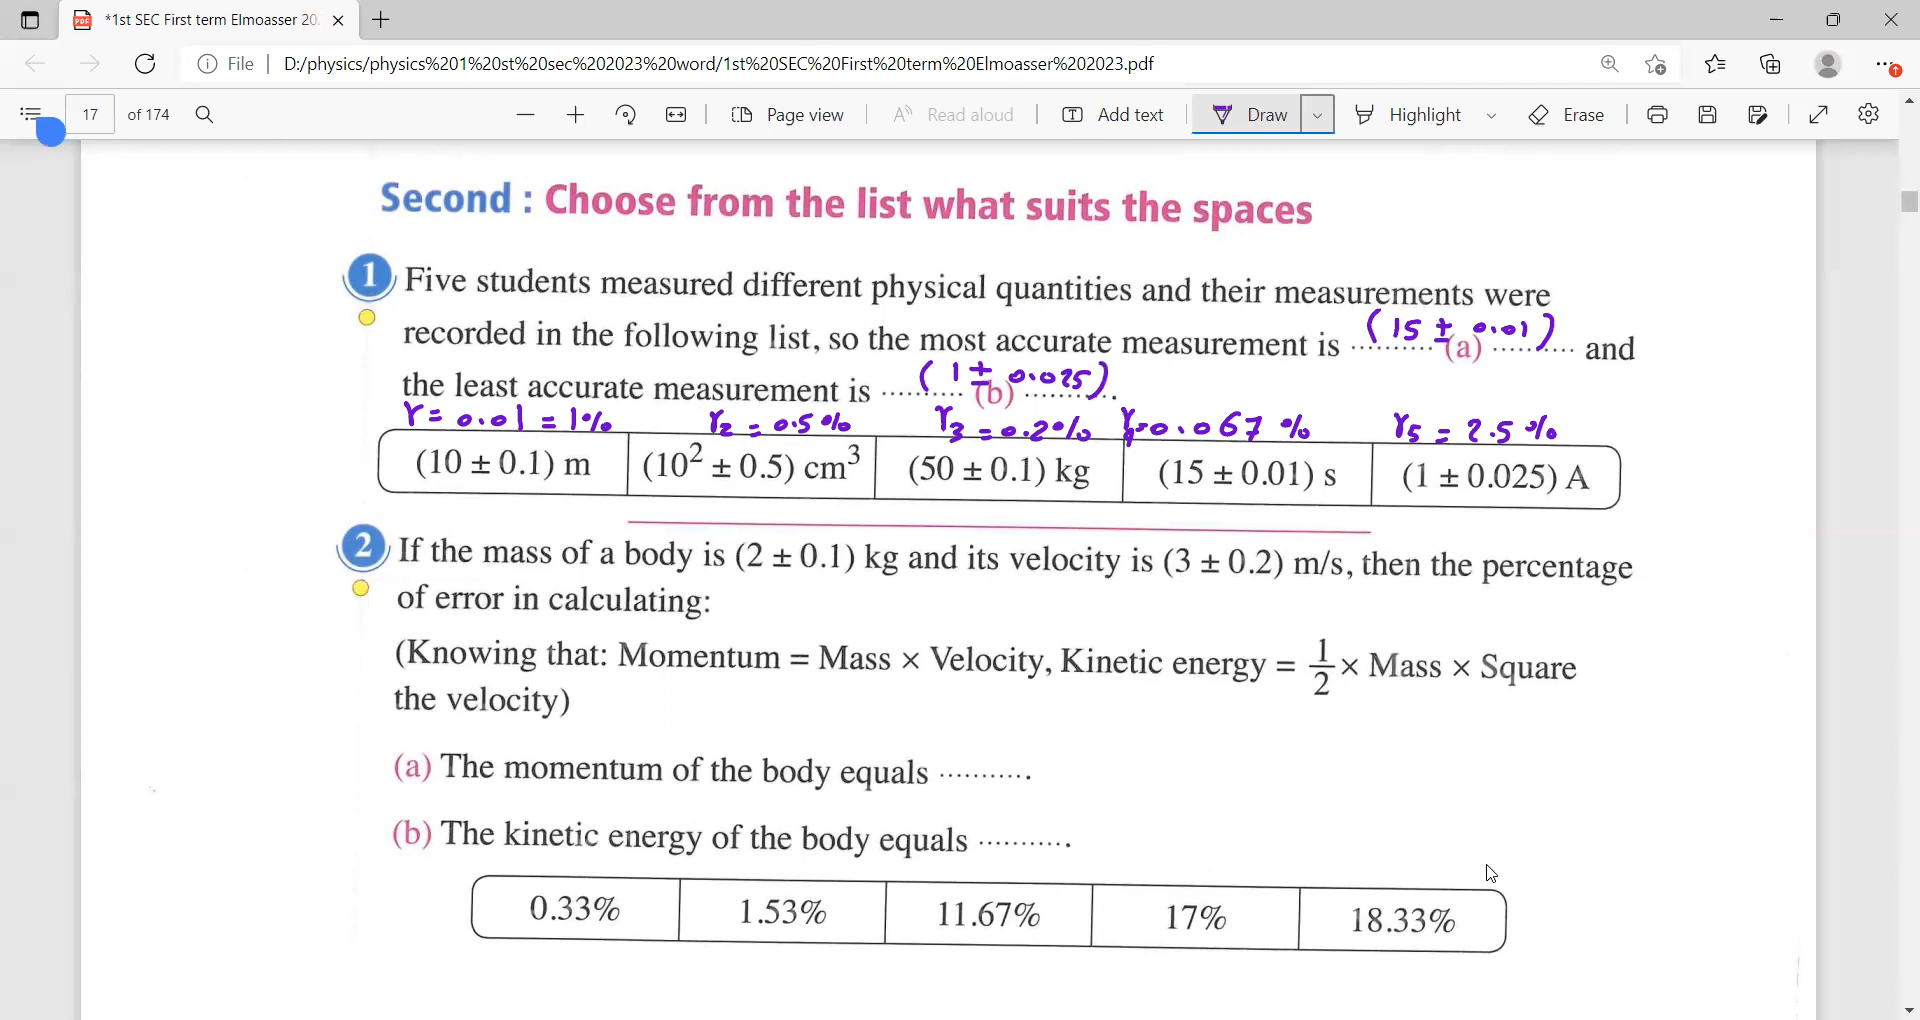 *1st SEC First term Elmoasser 20
File D:/physics/physics%201%20st%20sec%202023%20word/1st%20SEC%20First%20term%20Elmoasser%202023.pdf
17 of 174 Page view Read aloud Add text Draw Highlight Erase
Second : Choose from the list what suits the spaces
1 Five students measured different physical quantities and their measurements were
recorded in the following list, so the most accurate measurement is ......... (a) ......... and
(15 ± 0.01)
the least accurate measurement is ......... (b) ......... .
(1 ± 0.025)
r = 0.01 = 1% r₂ = 0.5% r₃ = 0.2% r₄=0.067 % r₅ = 2.5 %
(10 ± 0.1) m (10² ± 0.5) cm³ (50 ± 0.1) kg (15 ± 0.01) s (1 ± 0.025) A
2 If the mass of a body is (2 ± 0.1) kg and its velocity is (3 ± 0.2) m/s, then the percentage
of error in calculating:
(Knowing that: Momentum = Mass × Velocity, Kinetic energy = 1/2 × Mass × Square
the velocity)
(a) The momentum of the body equals ...........
(b) The kinetic energy of the body equals ...........
0.33% 1.53% 11.67% 17% 18.33%